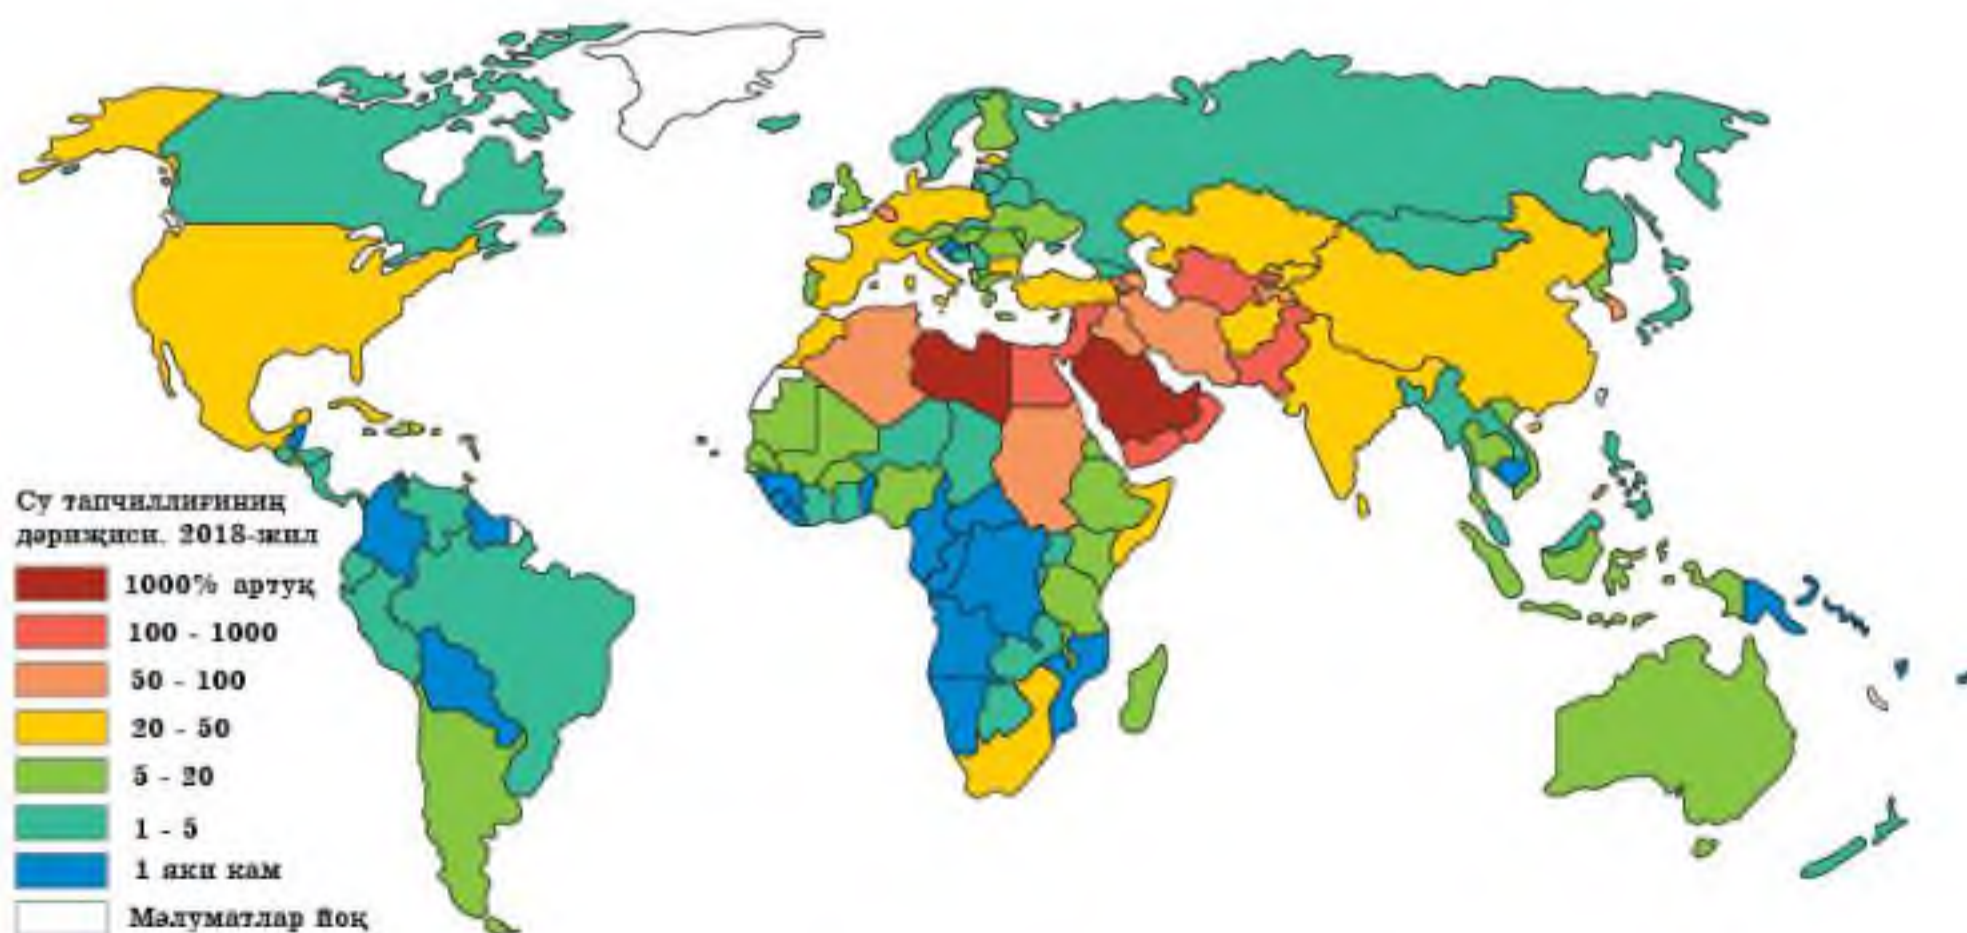 Су тапчиллиғиниң
дәриҗиси. 2018-жил
1000% артуқ
100 - 1000
50 - 100
20 - 50
5 - 20
1 - 5
1 яки кам
Мәлуматлар йоқ